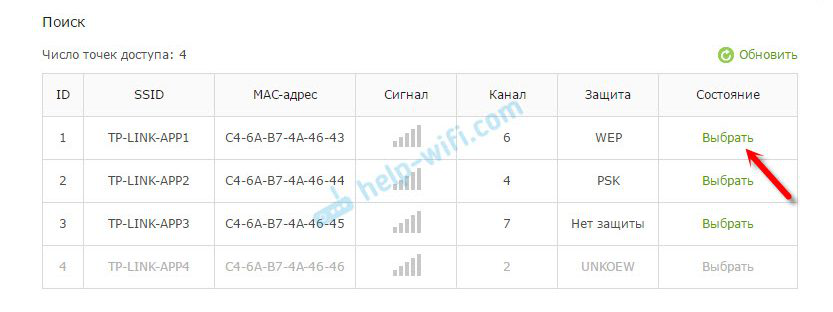 Поиск
Число точек доступа: 4 Обновить
ID SSID MAC-адрес Сигнал Канал Защита Состояние
1 TP-LINK-APP1 C4-6A-B7-4A-46-43 6 WEP Выбрать
2 TP-LINK-APP2 C4-6A-B7-4A-46-44 4 PSK Выбрать
3 TP-LINK-APP3 C4-6A-B7-4A-46-45 7 Нет защиты Выбрать
4 TP-LINK-APP4 C4-6A-B7-4A-46-46 2 UNKOEW Выбрать
help-wifi.com